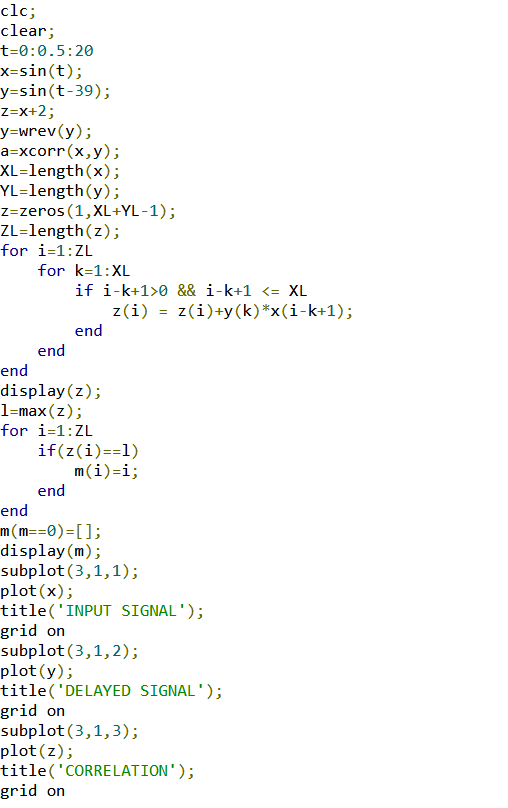 clc;
clear;
t=0:0.5:20
x=sin(t);
y=sin(t-39);
z=x+2;
y=wrev(y);
a=xcorr(x,y);
XL=length(x);
YL=length(y);
z=zeros(1,XL+YL-1);
ZL=length(z);
for i=1:ZL
    for k=1:XL
        if i-k+1>0 && i-k+1 <= XL
            z(i) = z(i)+y(k)*x(i-k+1);
        end
    end
end
display(z);
l=max(z);
for i=1:ZL
    if(z(i)==l)
        m(i)=i;
    end
end
m(m==0)=[];
display(m);
subplot(3,1,1);
plot(x);
title('INPUT SIGNAL');
grid on
subplot(3,1,2);
plot(y);
title('DELAYED SIGNAL');
grid on
subplot(3,1,3);
plot(z);
title('CORRELATION');
grid on